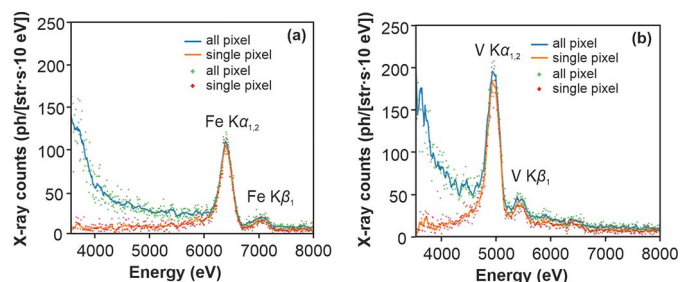 X-ray counts (ph/[str·s·10 eV])
250
200
150
100
50
0
(a)
all pixel
single pixel
all pixel
single pixel
Fe Kα1,2
Fe Kβ1
4000 5000 6000 7000 8000
Energy (eV)
X-ray counts (ph/[str·s·10 eV])
250
200
150
100
50
0
(b)
all pixel
single pixel
all pixel
single pixel
V Kα1,2
V Kβ1
4000 5000 6000 7000 8000
Energy (eV)